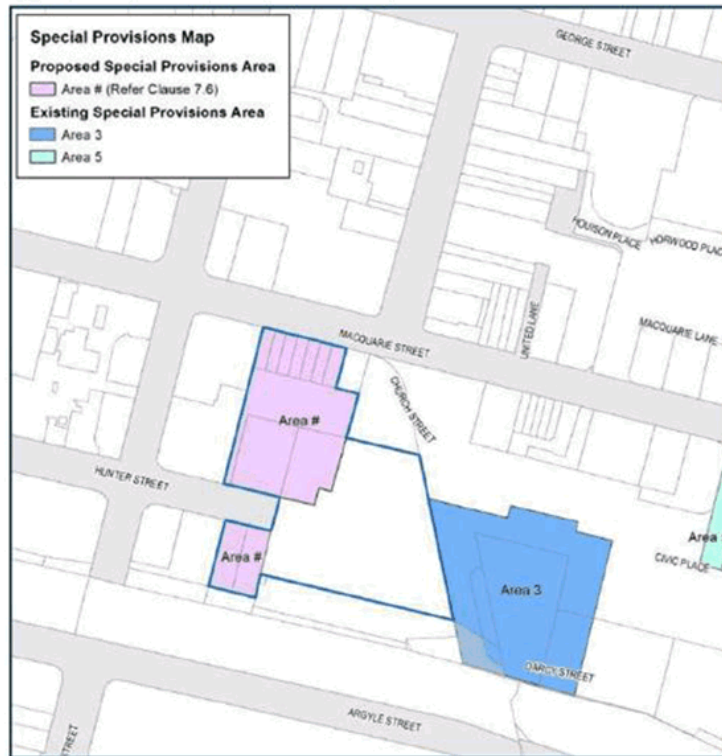 Special Provisions Map
Proposed Special Provisions Area
Area # (Refer Clause 7.6)
Existing Special Provisions Area
Area 3
Area 5
GEORGE STREET
HOUISON PLACE
HORWOOD PLACE
UNITED LANE
MACQUARIE LANE
MACQUARIE STREET
CHURCH STREET
Area #
HUNTER STREET
Area #
Area
CIVIC PLACE
Area 3
DARCY STREET
ARGYLE STREET
STREET